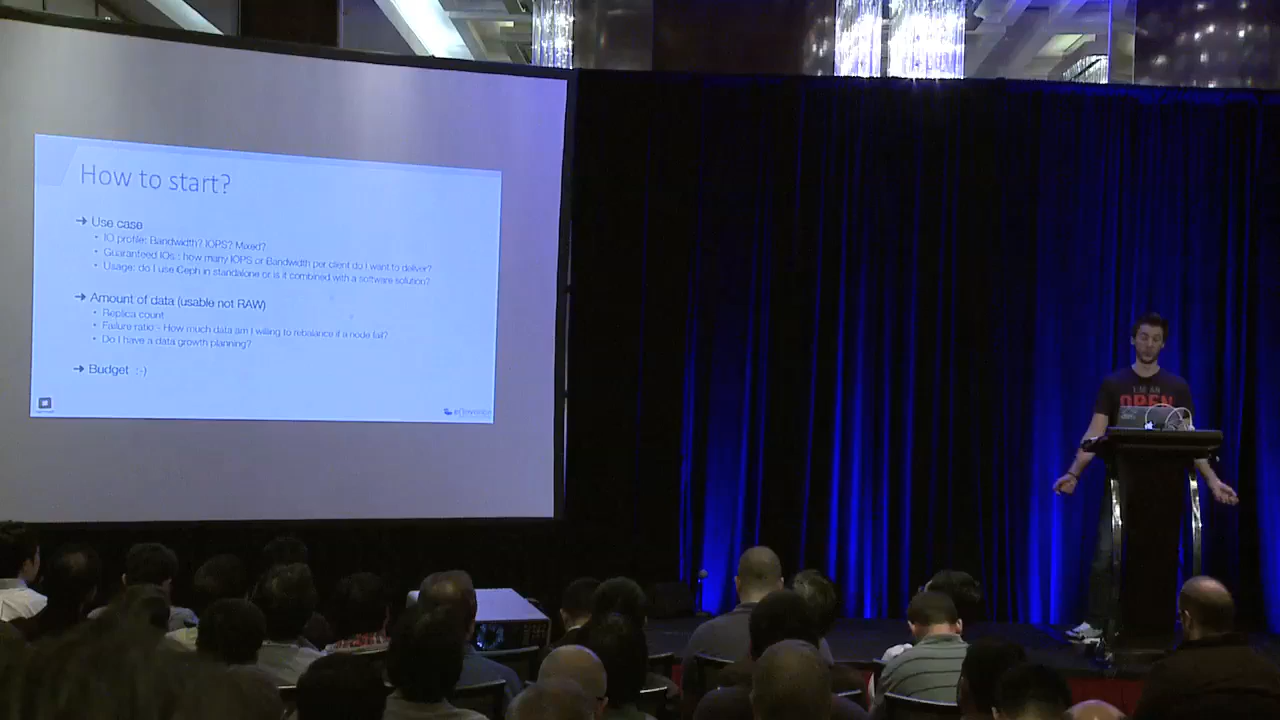 How to start?
➔ Use case
• IO profile: Bandwidth? IOPS? Mixed?
• Guaranteed IOs : how many IOPS or Bandwidth per client do I want to deliver?
• Usage: do I use Ceph in standalone or is it combined with a software solution?
➔ Amount of data (usable not RAW)
• Replica count
• Failure ratio - How much data am I willing to rebalance if a node fail?
• Do I have a data growth planning?
➔ Budget :-)
eNovance
I'M AN
OPEN